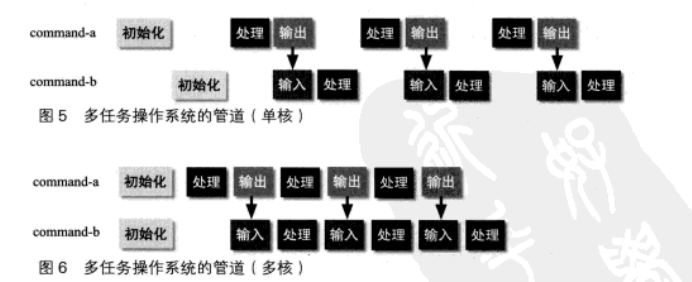 command-a 初始化 处理 输出 处理 输出 处理 输出
command-b 初始化 输入 处理 输入 处理 输入 处理
图 5 多任务操作系统的管道（单核）
command-a 初始化 处理 输出 处理 输出 处理 输出
command-b 初始化 输入 处理 输入 处理 输入 处理
图 6 多任务操作系统的管道（多核）